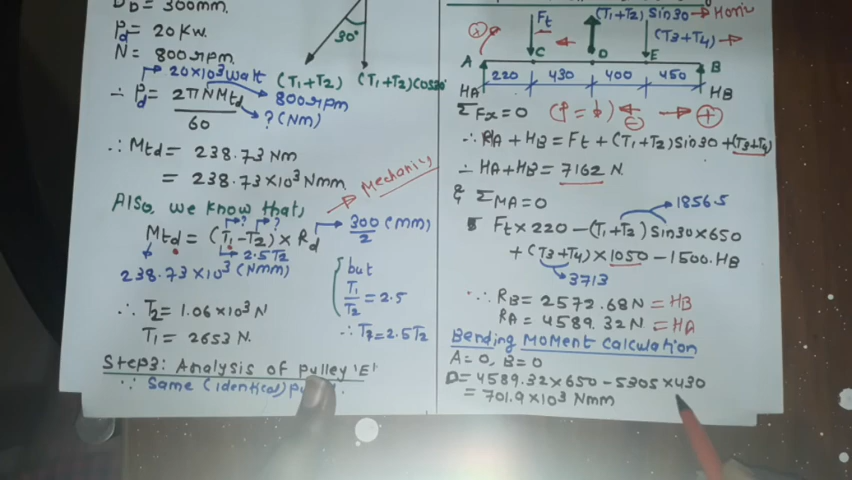 DD = 300mm.
Pd = 20 Kw.
N = 800 rpm.
20×10³ walt
∴ Pd = 2πNMtd / 60
800rpm
? (Nm)
∴ Mtd = 238.73 Nm
= 238.73 ×10³ Nmm.
Also, we know that,
Mechanics
Mtd = (T1 - T2) × Rd
? ?
2.5T2
300/2 (mm)
238.73 ×10³ (Nmm)
but
T1/T2 = 2.5
∴ T2 = 1.06 ×10³ N
T1 = 2653 N.
∴ T1 = 2.5T2
Step3: Analysis of pulley 'E'
∵ Same (identical) pu
30°
(T1+T2)
(T1+T2) Cos30°
(T1+T2) Sin30 → Horiz
Ft
(T3+T4) →
(+)
A C D E B
220 430 400 450
HA HB
ΣFx = 0 (↑ = ↓) ← ⊖ → ⊕
∴ RA + HB = Ft + (T1+T2) Sin30 + (T3+T4)
∴ HA + HB = 7162 N.
& ΣMA = 0
1856.5
Ft × 220 - (T1+T2) Sin30 × 650
+ (T3+T4) × 1050 - 1500. HB
3713
∵ RB = 2572.68 N = HB
RA = 4589.32 N = HA
Bending Moment calculation
A = 0, B = 0
D = 4589.32 × 650 - 5305 × 430
= 701.9 × 10³ Nmm